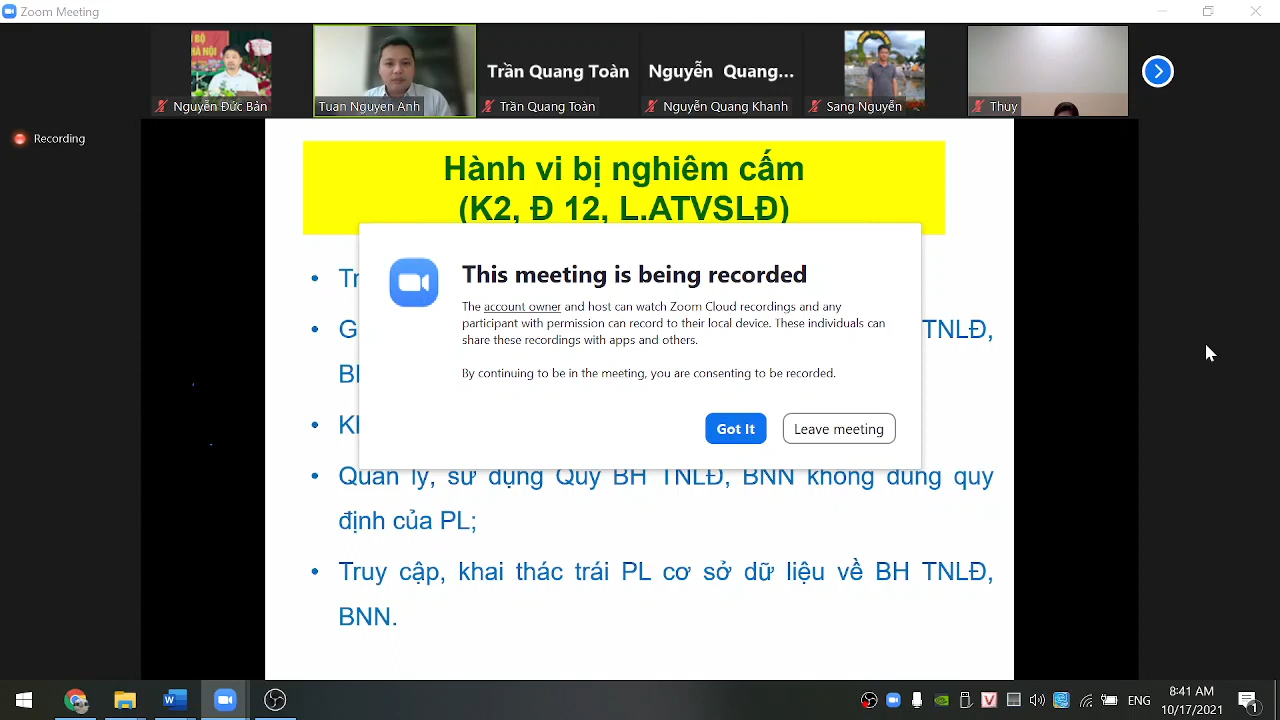 Zoom Meeting
BỘ
HÀ NỘI
Trần Quang Toàn
Nguyễn Quang...
Nguyễn Đức Bản
Tuan Nguyen Anh
Trần Quang Toàn
Nguyễn Quang Khanh
Sang Nguyễn
Thuy
Recording
Hành vi bị nghiêm cấm
(K2, Đ 12, L.ATVSLĐ)
This meeting is being recorded
The account owner and host can watch Zoom Cloud recordings and any
participant with permission can record to their local device. These individuals can
share these recordings with apps and others.
By continuing to be in the meeting, you are consenting to be recorded.
Got It
Leave meeting
TNLĐ,
Quản lý, sử dụng Quỹ BH TNLĐ, BNN không đúng quy
định của PL;
Truy cập, khai thác trái PL cơ sở dữ liệu về BH TNLĐ,
BNN.
ENG
8:41 AM
10/17/2021
1